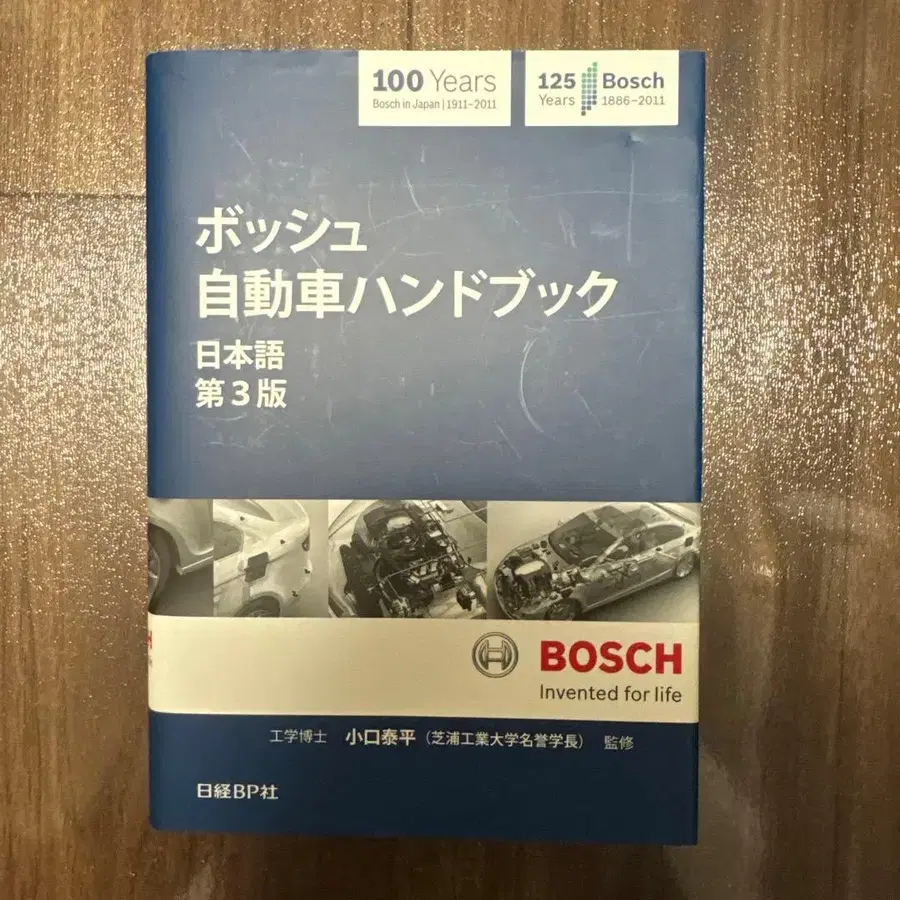 100 Years
Bosch in Japan | 1911–2011
125 Years
Bosch
1886–2011
ボッシュ
自動車ハンドブック
日本語
第3版
BOSCH
Invented for life
工学博士 小口泰平（芝浦工業大学名誉学長） 監修
日経BP社